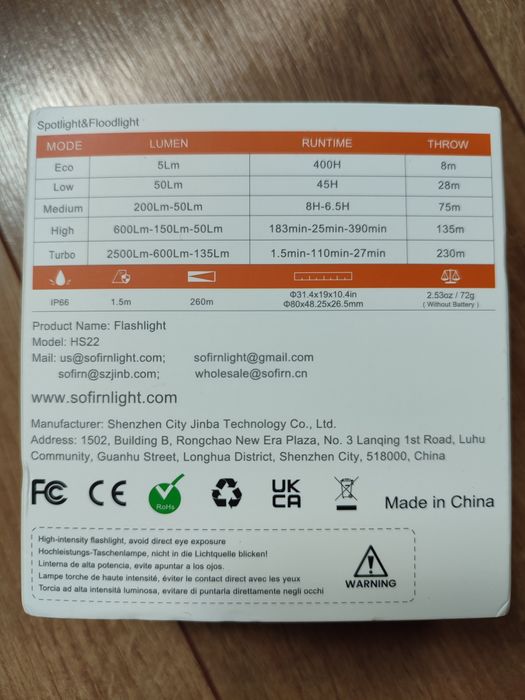 Spotlight&Floodlight
MODE LUMEN RUNTIME THROW
Eco 5Lm 400H 8m
Low 50Lm 45H 28m
Medium 200Lm-50Lm 8H-6.5H 75m
High 600Lm-150Lm-50Lm 183min-25min-390min 135m
Turbo 2500Lm-600Lm-135Lm 1.5min-110min-27min 230m
IP66 1.5m 260m Φ31.4x19x10.4in 2.53oz / 72g
Φ80x48.25x26.5mm ( Without Battery )
Product Name: Flashlight
Model: HS22
Mail: us@sofirnlight.com; sofirnlight@gmail.com
sofirn@szjinb.com; wholesale@sofirn.cn
www.sofirnlight.com
Manufacturer: Shenzhen City Jinba Technology Co., Ltd.
Address: 1502, Building B, Rongchao New Era Plaza, No. 3 Lanqing 1st Road, Luhu
Community, Guanhu Street, Longhua District, Shenzhen City, 518000, China
FC CE RoHs UK
CA Made in China
High-intensity flashlight, avoid direct eye exposure
Hochleistungs-Taschenlampe, nicht in die Lichtquelle blicken!
Linterna de alta potencia, evite apuntar a los ojos.
Lampe torche de haute intensité, éviter le contact direct avec les yeux
Torcia ad alta intensità luminosa, evitare di puntarla direttamente negli occhi
WARNING